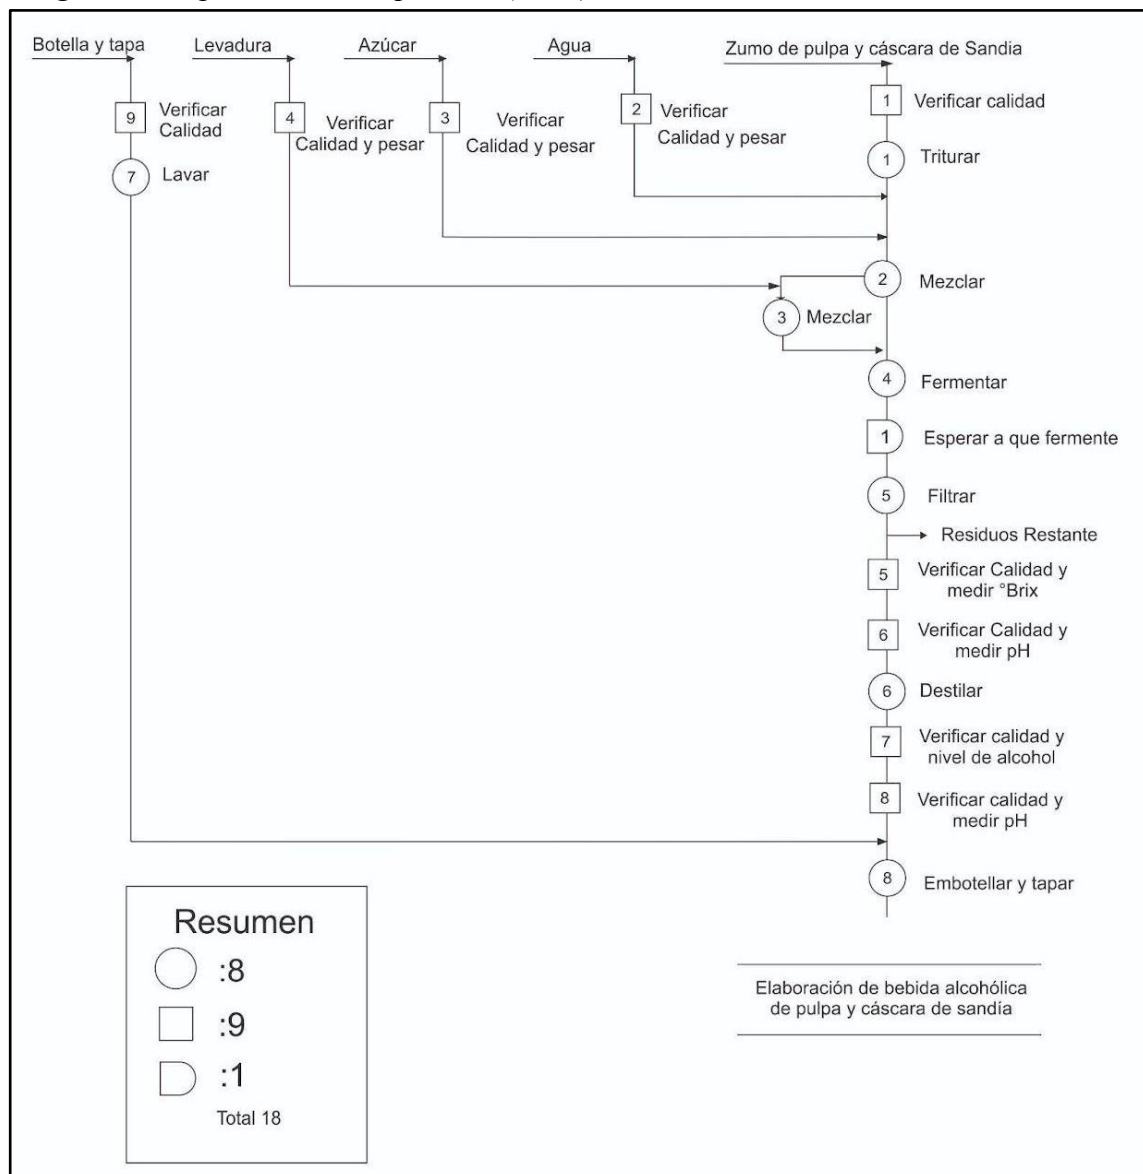 Botella y tapa
Levadura
Azúcar
Agua
Zumo de pulpa y cáscara de Sandia
9
Verificar
Calidad
4
Verificar
Calidad y pesar
3
Verificar
Calidad y pesar
2
Verificar
Calidad y pesar
1
Verificar calidad
7
Lavar
1
Triturar
2
Mezclar
3
Mezclar
4
Fermentar
1
Esperar a que fermente
5
Filtrar
Residuos Restante
5
Verificar Calidad y
medir °Brix
6
Verificar Calidad y
medir pH
6
Destilar
7
Verificar calidad y
nivel de alcohol
8
Verificar calidad y
medir pH
8
Embotellar y tapar
Resumen
:8
:9
:1
Total 18
Elaboración de bebida alcohólica
de pulpa y cáscara de sandía